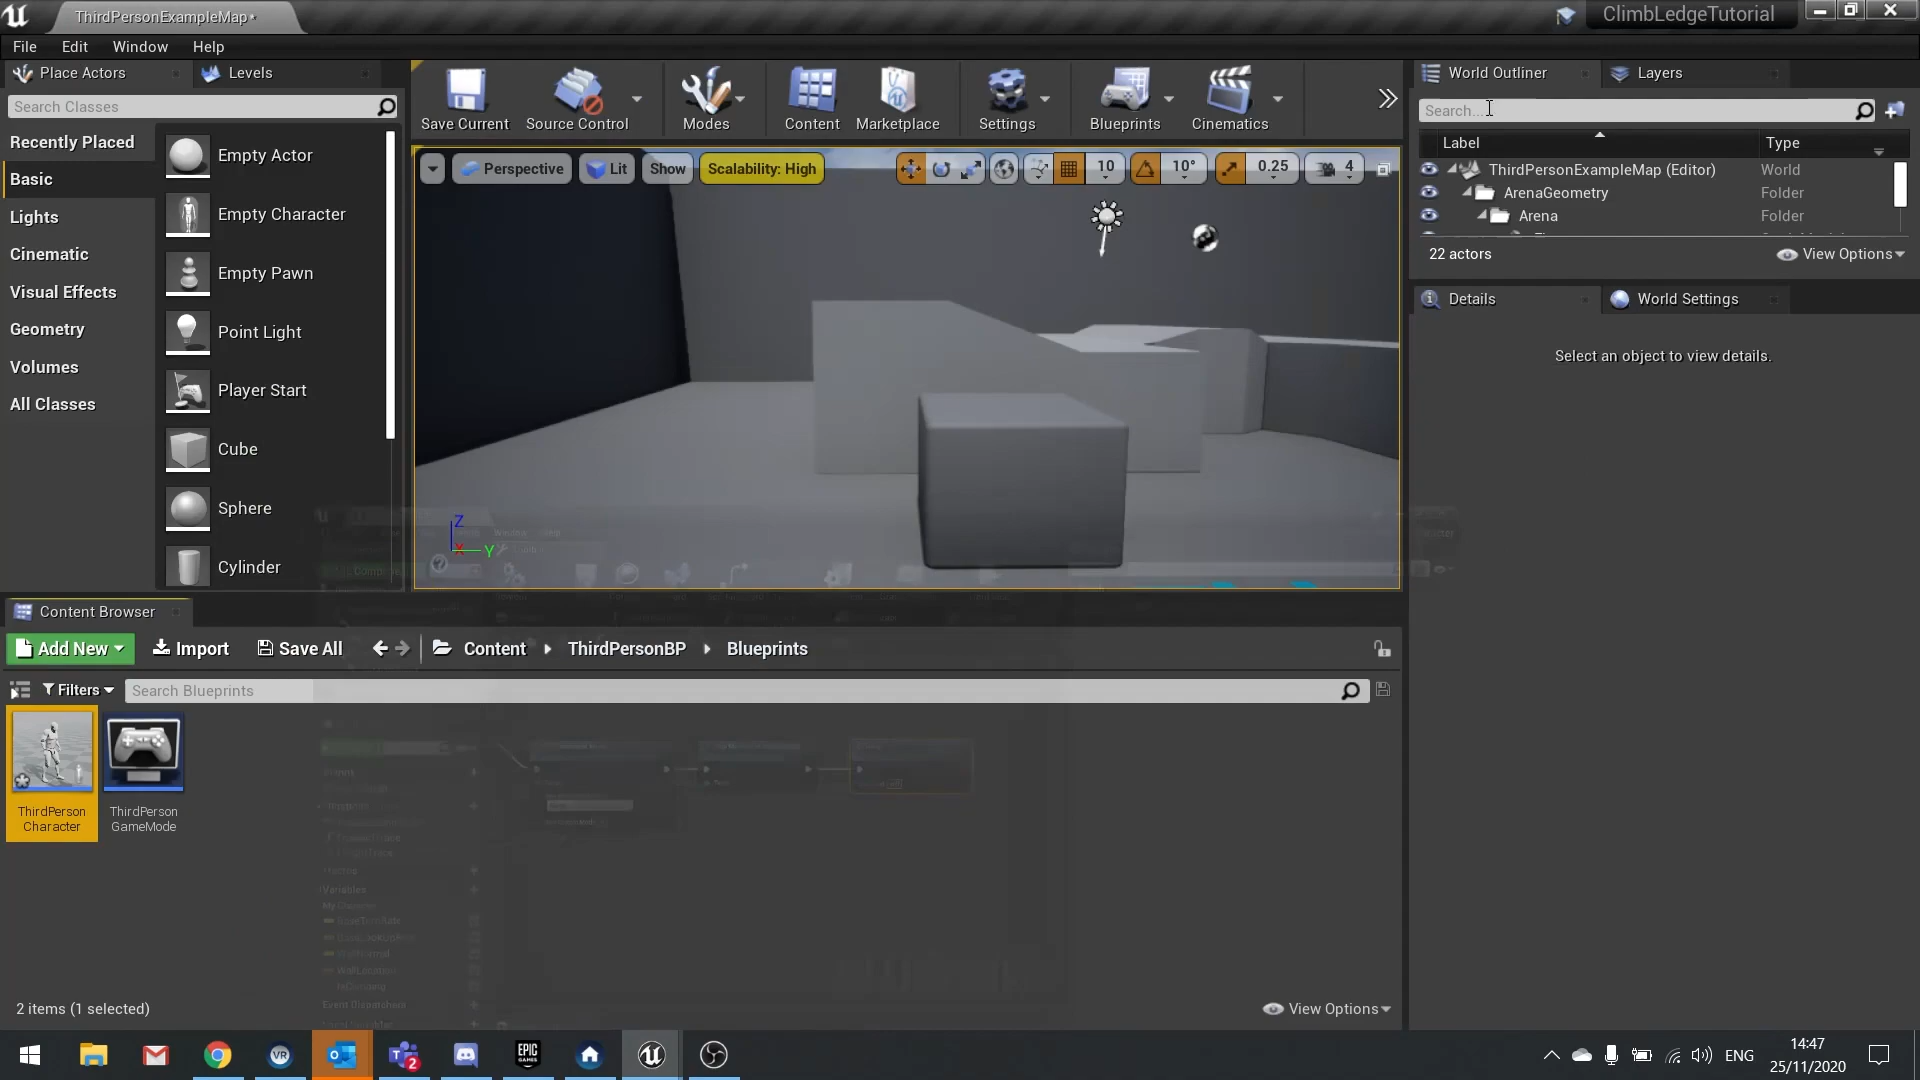 ThirdPersonExampleMap*
ClimbLedgeTutorial
File Edit Window Help
Place Actors
Levels
Search Classes
Recently Placed
Basic
Lights
Cinematic
Visual Effects
Geometry
Volumes
All Classes
Empty Actor
Empty Character
Empty Pawn
Point Light
Player Start
Cube
Sphere
Cylinder
Save Current
Source Control
Modes
Content
Marketplace
Settings
Blueprints
Cinematics
Perspective
Lit
Show
Scalability: High
10
10°
0.25
4
Z
X
Y
World Outliner
Layers
Search...
Label
Type
ThirdPersonExampleMap (Editor) World
ArenaGeometry Folder
Arena Folder
22 actors
View Options
Details
World Settings
Select an object to view details.
Content Browser
Add New
Import
Save All
Content
ThirdPersonBP
Blueprints
Filters
Search Blueprints
ThirdPerson
Character
ThirdPerson
GameMode
2 items (1 selected)
View Options
VR
2
EPIC
GAMES
ENG
14:47
25/11/2020